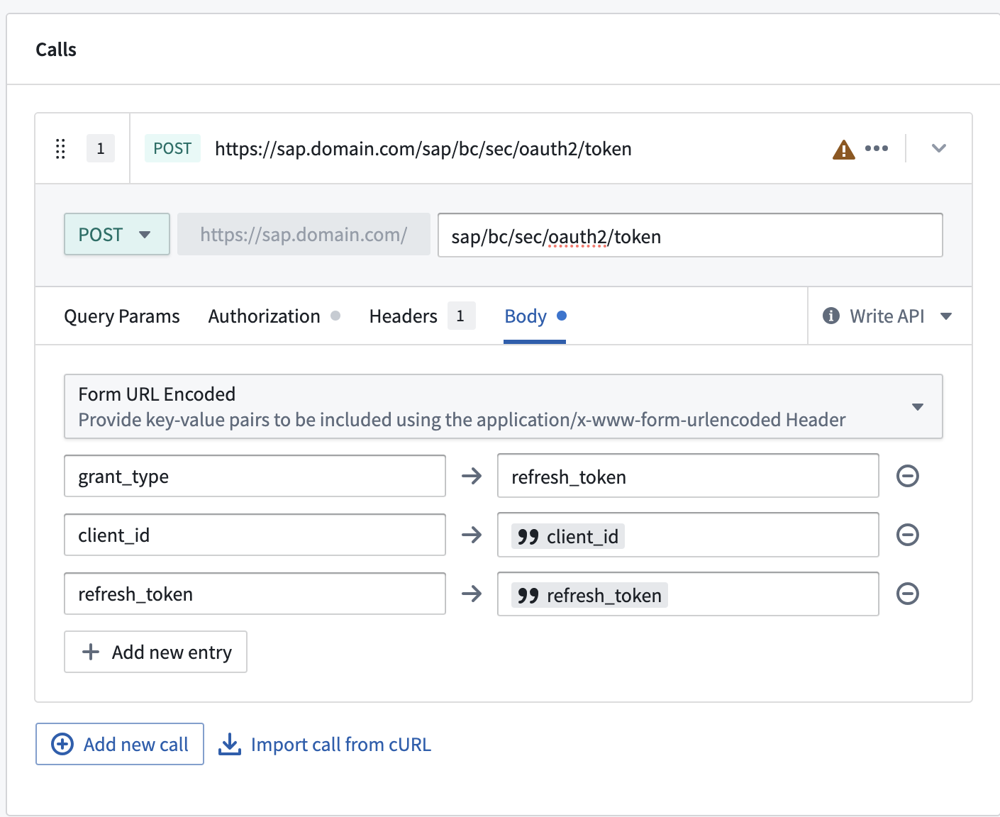 Calls
1 POST https://sap.domain.com/sap/bc/sec/oauth2/token
POST https://sap.domain.com/ sap/bc/sec/oauth2/token
Query Params Authorization Headers 1 Body Write API
Form URL Encoded
Provide key-value pairs to be included using the application/x-www-form-urlencoded Header
grant_type refresh_token
client_id client_id
refresh_token refresh_token
Add new entry
Add new call Import call from cURL